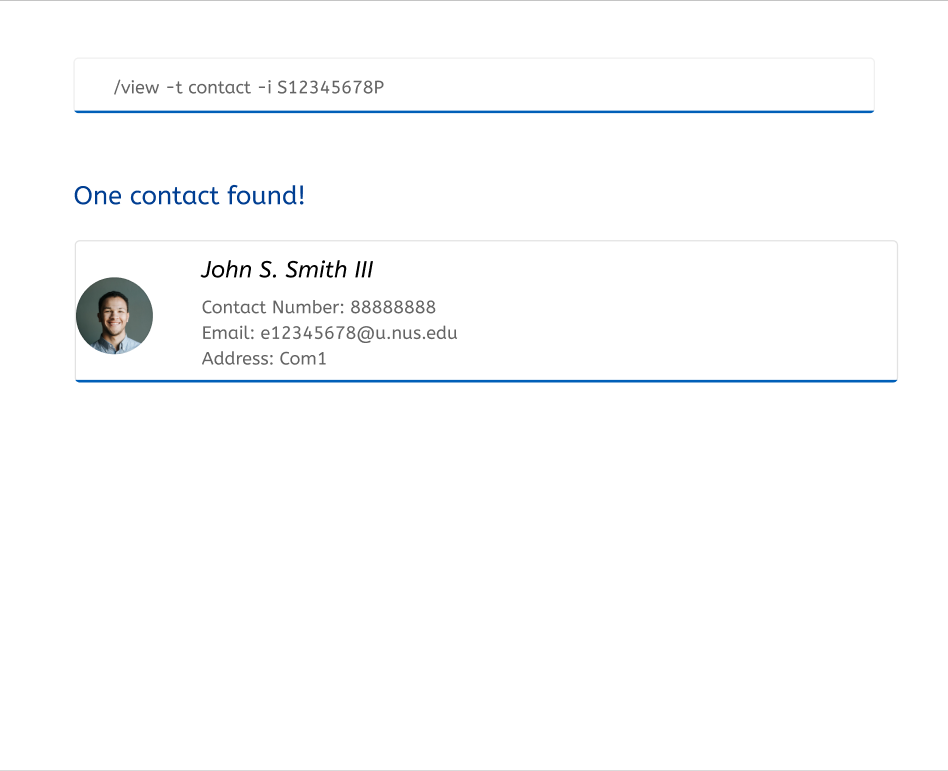 /view -t contact -i S12345678P
One contact found!
John S. Smith III
Contact Number: 88888888
Email: e12345678@u.nus.edu
Address: Com1